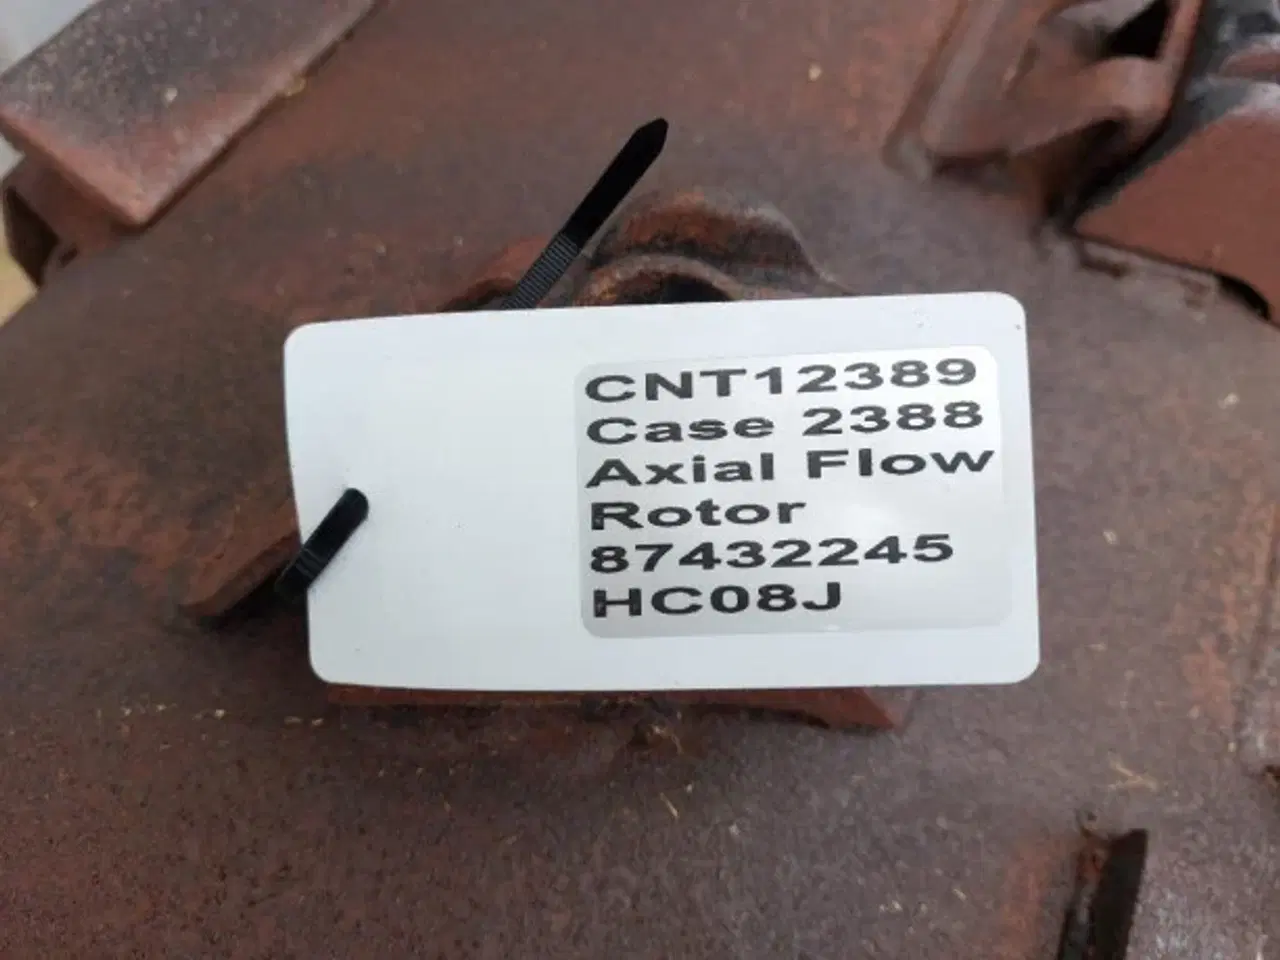 CNT12389
Case 2388
Axial Flow
Rotor
87432245
HC08J